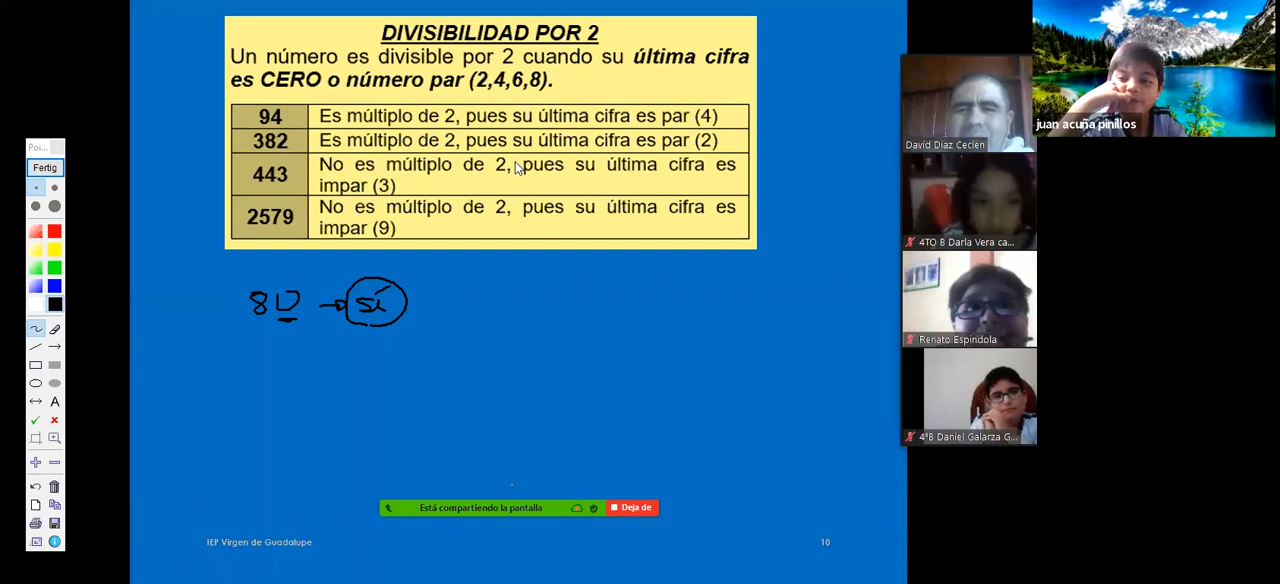 DIVISIBILIDAD POR 2
Un número es divisible por 2 cuando su última cifra
es CERO o número par (2,4,6,8).
94 Es múltiplo de 2, pues su última cifra es par (4)
382 Es múltiplo de 2, pues su última cifra es par (2)
443 No es múltiplo de 2, pues su última cifra es
impar (3)
2579 No es múltiplo de 2, pues su última cifra es
impar (9)
80 → sí
Poi...
Fertig
A
juan acuña pinillos
David Diaz Ceclén
4TO B Darla Vera ca...
Renato Espindola
4°B Daniel Galarza G...
Está compartiendo la pantalla
Deja de
IEP Virgen de Guadalupe
10